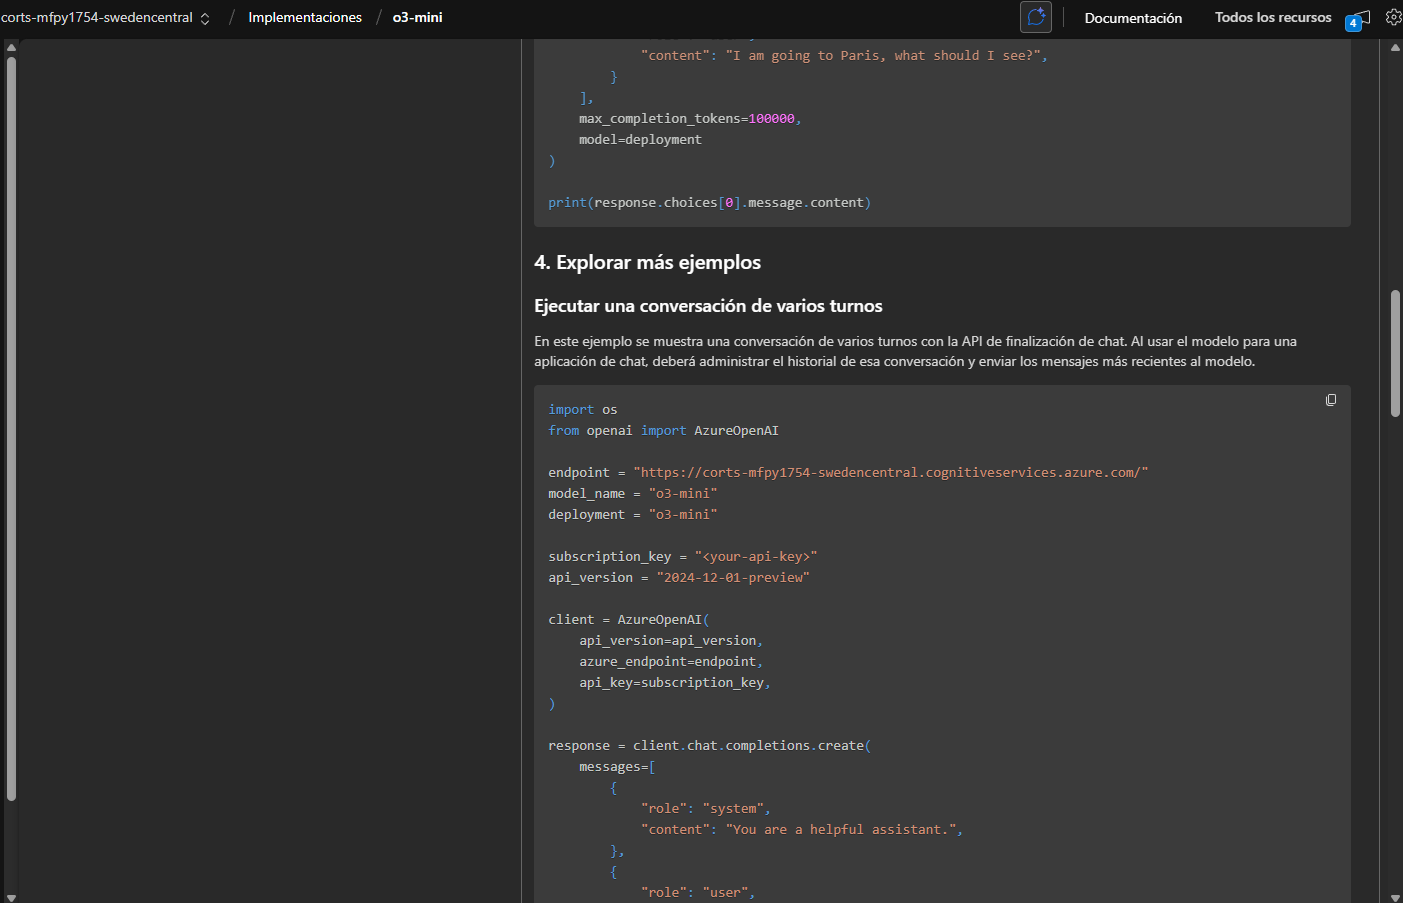 corts-mfpy1754-swedencentral / Implementaciones / o3-mini Documentación Todos los recursos 4
"content": "I am going to Paris, what should I see?",
}
],
max_completion_tokens=100000,
model=deployment
)
print(response.choices[0].message.content)
4. Explorar más ejemplos
Ejecutar una conversación de varios turnos
En este ejemplo se muestra una conversación de varios turnos con la API de finalización de chat. Al usar el modelo para una
aplicación de chat, deberá administrar el historial de esa conversación y enviar los mensajes más recientes al modelo.
import os
from openai import AzureOpenAI
endpoint = "https://corts-mfpy1754-swedencentral.cognitiveservices.azure.com/"
model_name = "o3-mini"
deployment = "o3-mini"
subscription_key = "<your-api-key>"
api_version = "2024-12-01-preview"
client = AzureOpenAI(
api_version=api_version,
azure_endpoint=endpoint,
api_key=subscription_key,
)
response = client.chat.completions.create(
messages=[
{
"role": "system",
"content": "You are a helpful assistant.",
},
{
"role": "user",